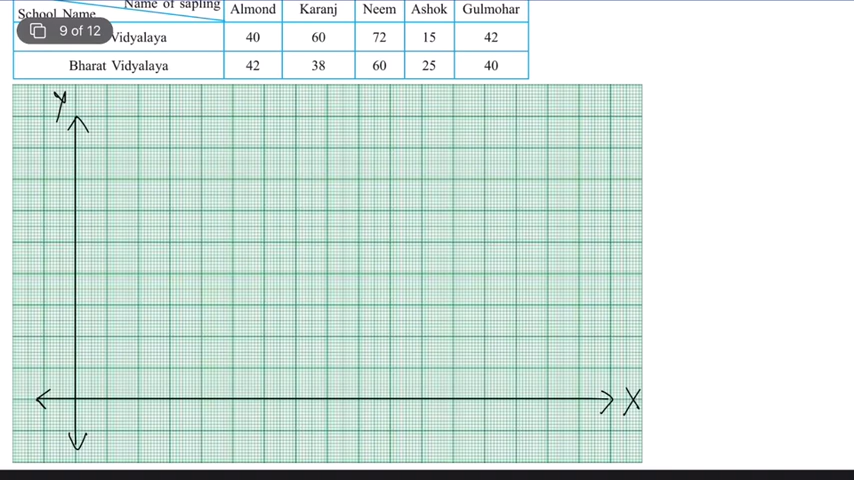 Name of sapling Almond Karanj Neem Ashok Gulmohar
School Name
9 of 12 Vidyalaya 40 60 72 15 42
Bharat Vidyalaya 42 38 60 25 40
Y
X